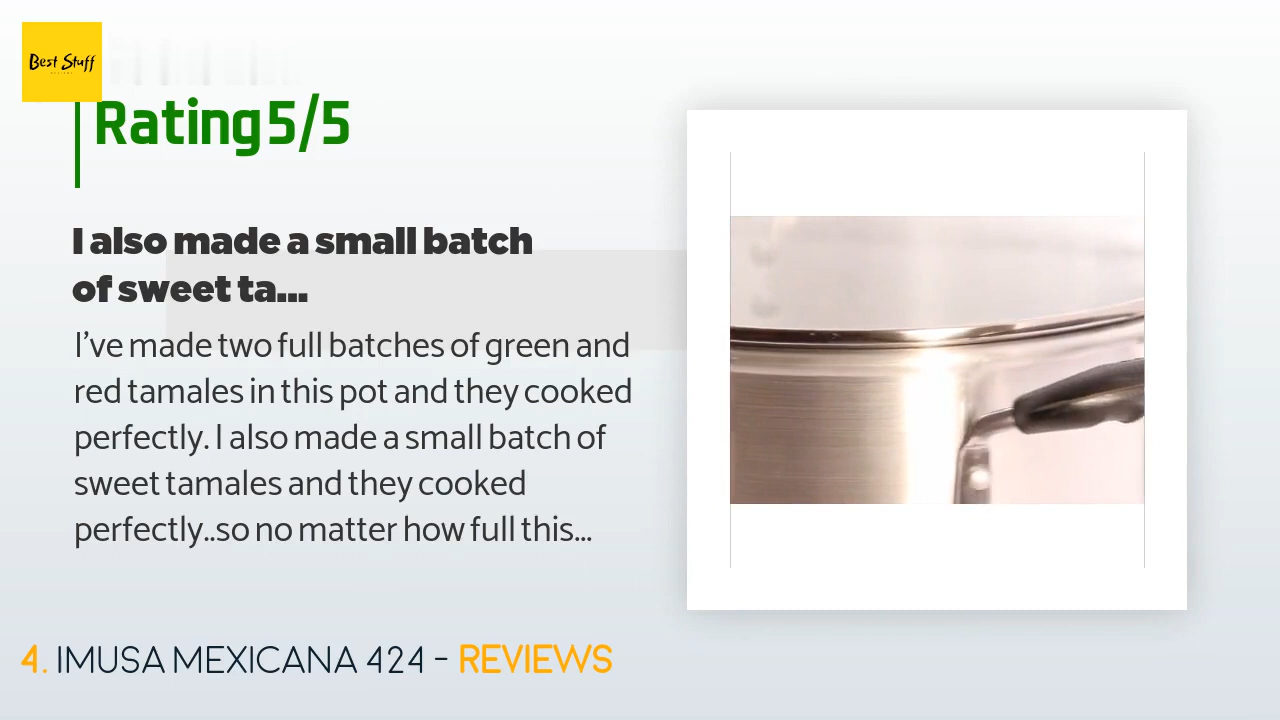 Best Stuff
Rating 5/5
I also made a small batch
of sweet ta...
I've made two full batches of green and
red tamales in this pot and they cooked
perfectly. I also made a small batch of
sweet tamales and they cooked
perfectly..so no matter how full this...
4. IMUSA MEXICANA 424 - REVIEWS